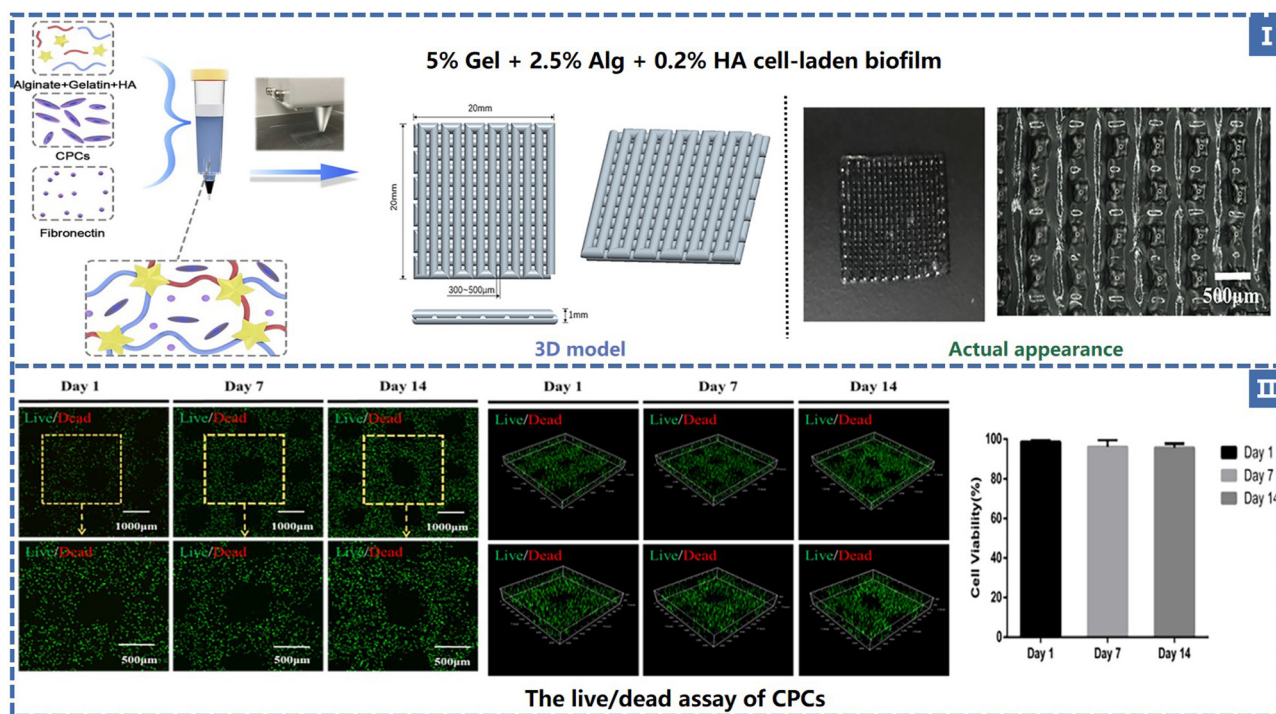 I
5% Gel + 2.5% Alg + 0.2% HA cell-laden biofilm
Alginate+Gelatin+HA
CPCs
Fibronectin
20mm
20mm
300~500μm
1mm
3D model
500μm
Actual appearance
II
Day 1
Day 7
Day 14
Day 1
Day 7
Day 14
Live/Dead
Live/Dead
Live/Dead
Live/Dead
Live/Dead
Live/Dead
1000μm
1000μm
1000μm
Live/Dead
Live/Dead
Live/Dead
Live/Dead
Live/Dead
Live/Dead
500μm
500μm
500μm
Cell Viability(%)
100
80
60
40
20
0
Day 1
Day 7
Day 14
Day 1
Day 7
Day 14
The live/dead assay of CPCs